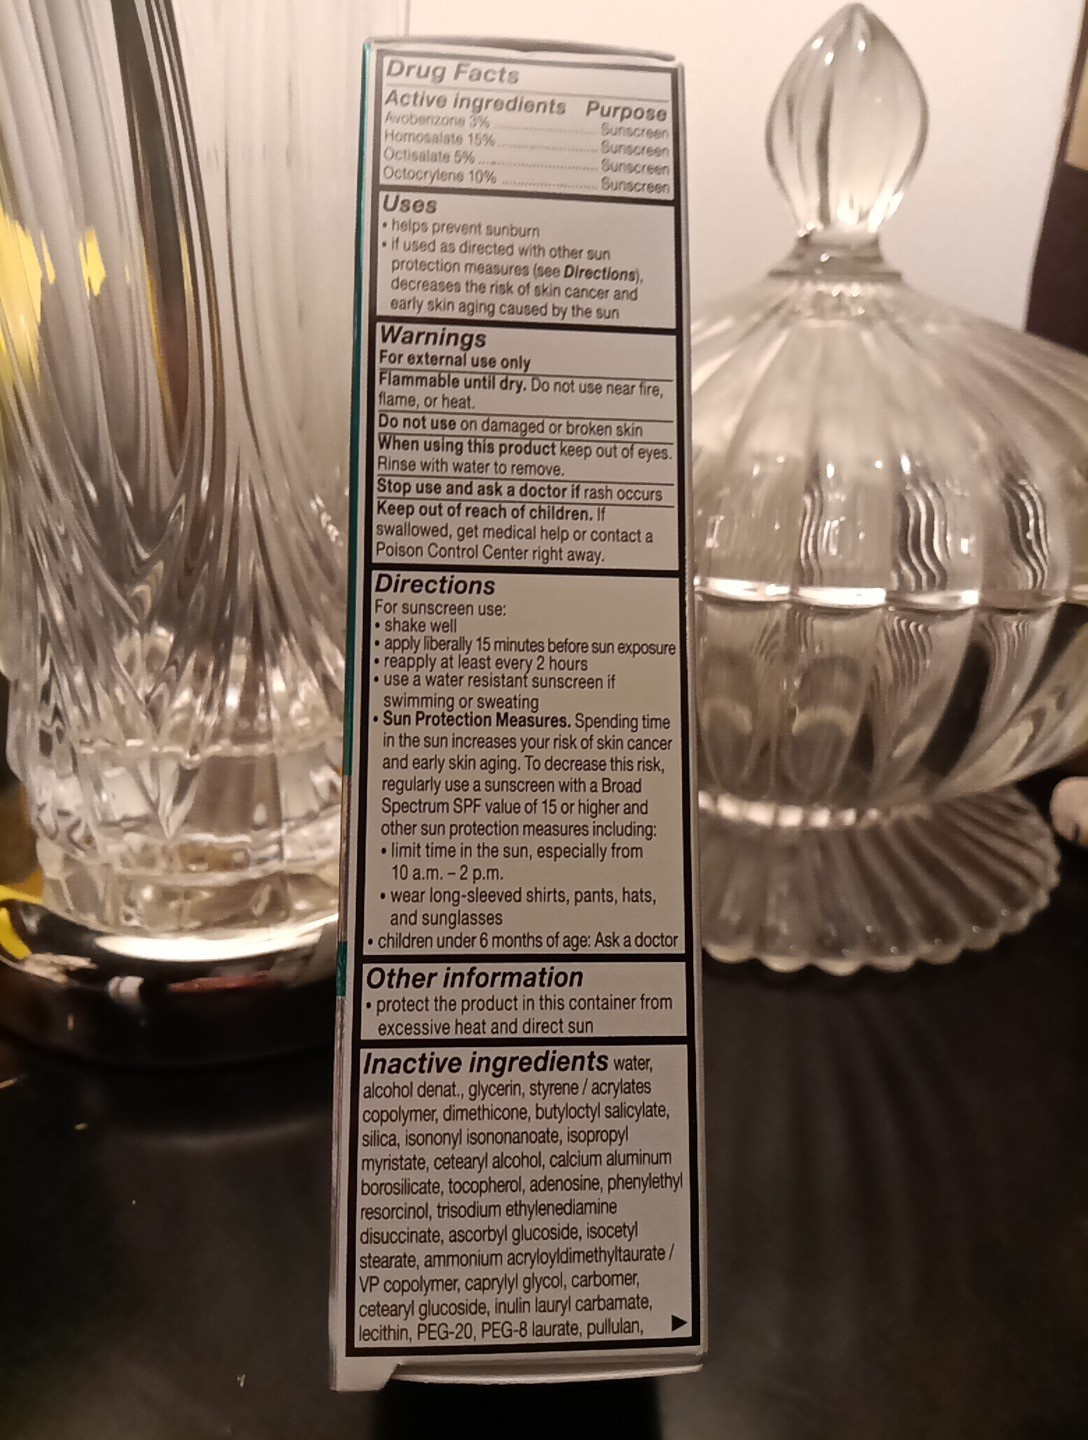 Drug Facts
Active ingredients Purpose
Avobenzone 3% ........................ Sunscreen
Homosalate 15% ........................ Sunscreen
Octisalate 5% ........................ Sunscreen
Octocrylene 10% ........................ Sunscreen
Uses
• helps prevent sunburn
• if used as directed with other sun
protection measures (see Directions),
decreases the risk of skin cancer and
early skin aging caused by the sun
Warnings
For external use only
Flammable until dry. Do not use near fire,
flame, or heat.
Do not use on damaged or broken skin
When using this product keep out of eyes.
Rinse with water to remove.
Stop use and ask a doctor if rash occurs
Keep out of reach of children. If
swallowed, get medical help or contact a
Poison Control Center right away.
Directions
For sunscreen use:
• shake well
• apply liberally 15 minutes before sun exposure
• reapply at least every 2 hours
• use a water resistant sunscreen if
swimming or sweating
• Sun Protection Measures. Spending time
in the sun increases your risk of skin cancer
and early skin aging. To decrease this risk,
regularly use a sunscreen with a Broad
Spectrum SPF value of 15 or higher and
other sun protection measures including:
• limit time in the sun, especially from
10 a.m. – 2 p.m.
• wear long-sleeved shirts, pants, hats,
and sunglasses
• children under 6 months of age: Ask a doctor
Other information
• protect the product in this container from
excessive heat and direct sun
Inactive ingredients water,
alcohol denat., glycerin, styrene / acrylates
copolymer, dimethicone, butyloctyl salicylate,
silica, isononyl isononanoate, isopropyl
myristate, cetearyl alcohol, calcium aluminum
borosilicate, tocopherol, adenosine, phenylethyl
resorcinol, trisodium ethylenediamine
disuccinate, ascorbyl glucoside, isocetyl
stearate, ammonium acryloyldimethyltaurate /
VP copolymer, caprylyl glycol, carbomer,
cetearyl glucoside, inulin lauryl carbamate,
lecithin, PEG-20, PEG-8 laurate, pullulan,